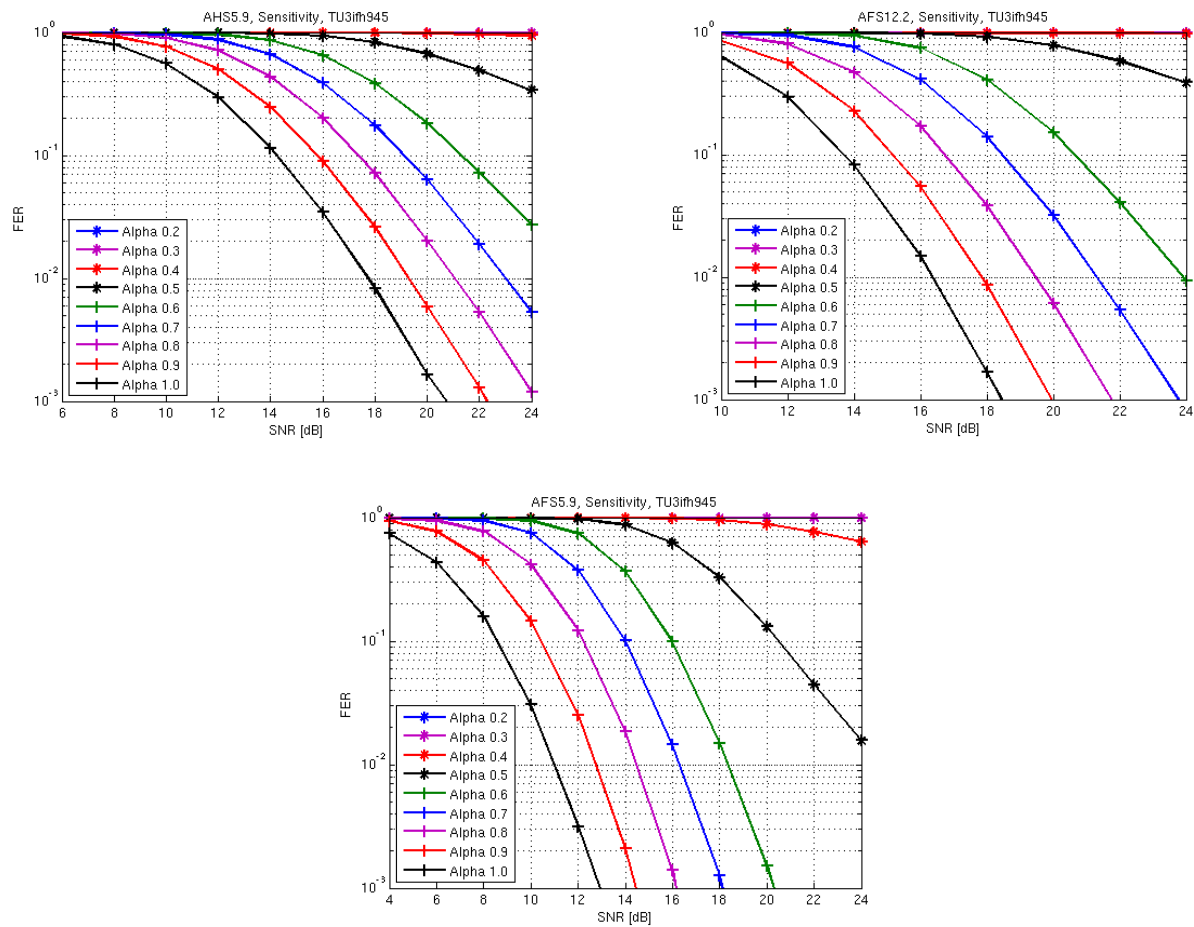 AHS5.9, Sensitivity, TU3ifh945
10^0
10^-1
10^-2
10^-3
FER
Alpha 0.2
Alpha 0.3
Alpha 0.4
Alpha 0.5
Alpha 0.6
Alpha 0.7
Alpha 0.8
Alpha 0.9
Alpha 1.0
6 8 10 12 14 16 18 20 22 24
SNR [dB]
AFS12.2, Sensitivity, TU3ifh945
10^0
10^-1
10^-2
10^-3
FER
Alpha 0.2
Alpha 0.3
Alpha 0.4
Alpha 0.5
Alpha 0.6
Alpha 0.7
Alpha 0.8
Alpha 0.9
Alpha 1.0
10 12 14 16 18 20 22 24
SNR [dB]
AFS5.9, Sensitivity, TU3ifh945
10^0
10^-1
10^-2
10^-3
FER
Alpha 0.2
Alpha 0.3
Alpha 0.4
Alpha 0.5
Alpha 0.6
Alpha 0.7
Alpha 0.8
Alpha 0.9
Alpha 1.0
4 6 8 10 12 14 16 18 20 22 24
SNR [dB]